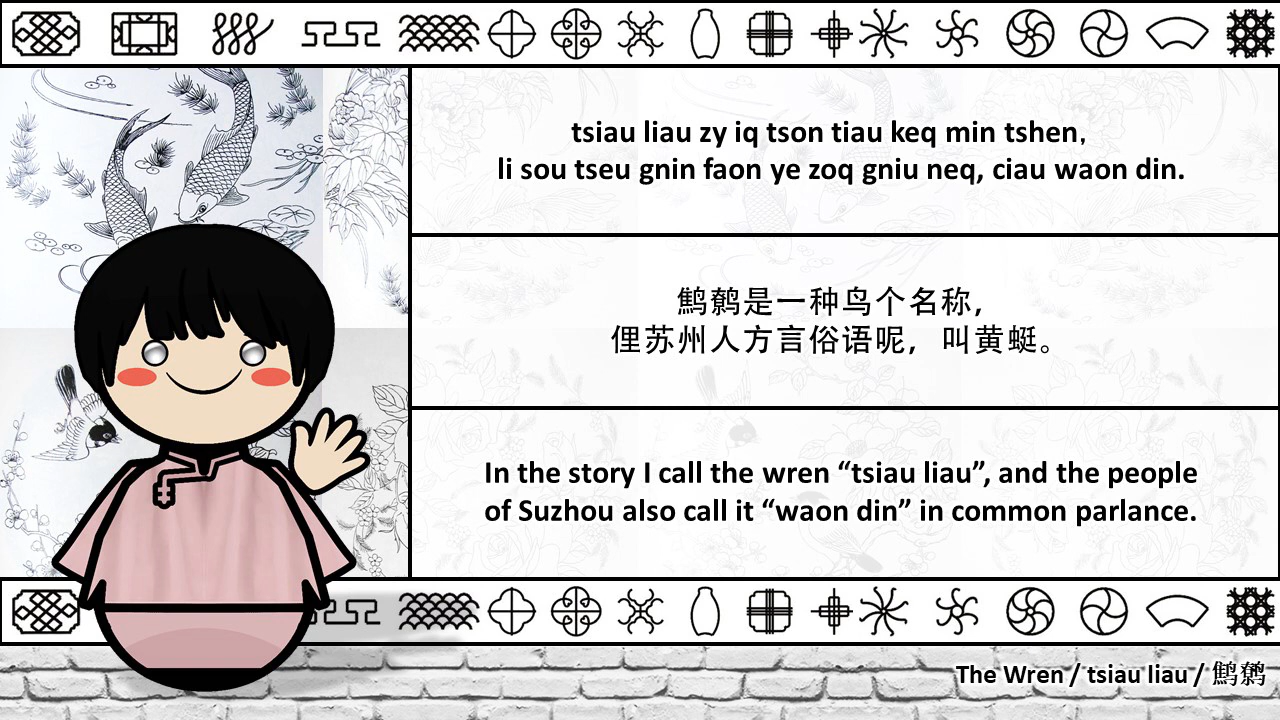 tsiau liau zy iq tson tiau keq min tshen,
li sou tseu gnin faon ye zoq gniu neq, ciau waon din.
鹪鹩是一种鸟个名称，
俚苏州人方言俗语呢，叫黄蜓。
In the story I call the wren “tsiau liau”, and the people
of Suzhou also call it “waon din” in common parlance.
The Wren / tsiau liau / 鹪鹩